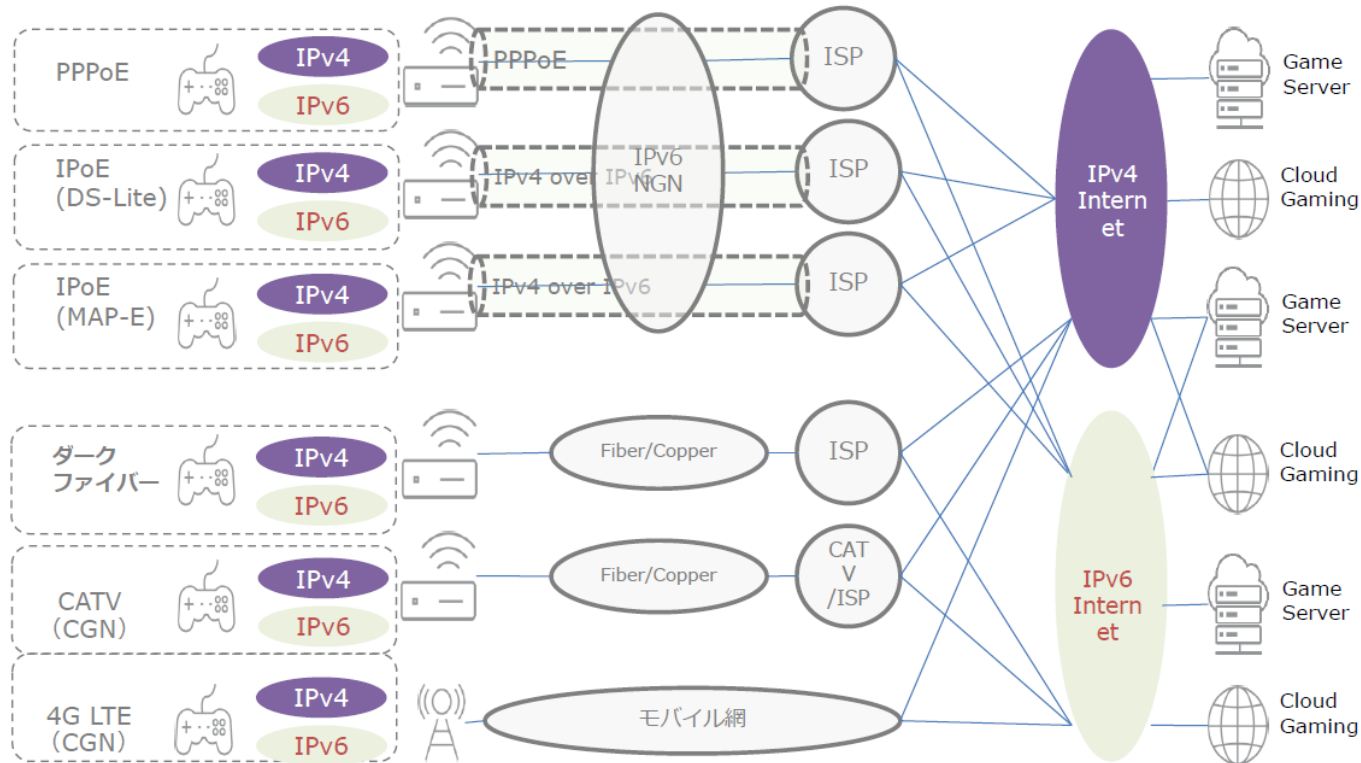 PPPoE
IPv4
IPv6
PPPoE
ISP
IPoE
(DS-Lite)
IPv4
IPv6
IPv4 over IPv6
IPv6
NGN
ISP
IPoE
(MAP-E)
IPv4
IPv6
IPv4 over IPv6
ISP
ダーク
ファイバー
IPv4
IPv6
Fiber/Copper
ISP
CATV
（CGN）
IPv4
IPv6
Fiber/Copper
CAT
V
/ISP
4G LTE
（CGN）
IPv4
IPv6
モバイル網
IPv4
Intern
et
IPv6
Intern
et
Game
Server
Cloud
Gaming
Game
Server
Cloud
Gaming
Game
Server
Cloud
Gaming